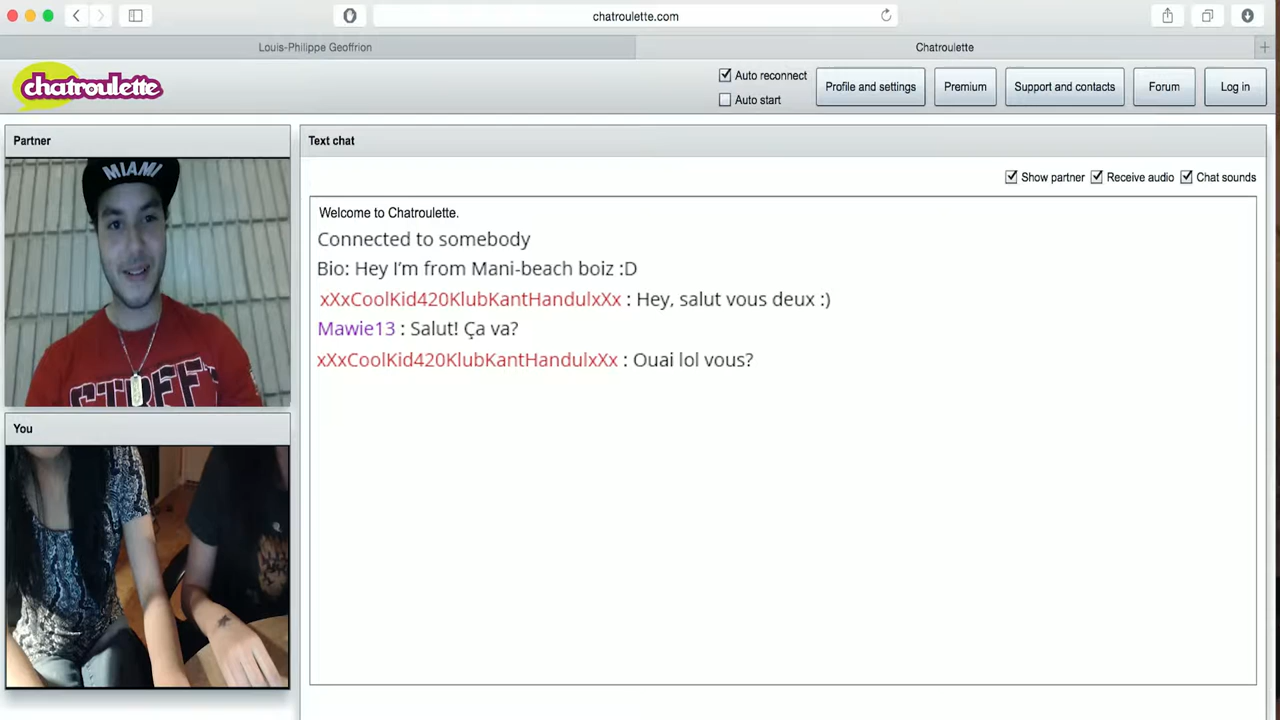 chatroulette.com
Louis-Philippe Geoffrion
Chatroulette
+
chatroulette
Auto reconnect
Auto start
Profile and settings
Premium
Support and contacts
Forum
Log in
Partner
MIAMI
Text chat
Show partner
Receive audio
Chat sounds
Welcome to Chatroulette.
Connected to somebody
Bio: Hey I'm from Mani-beach boiz :D
xXxCoolKid420KlubKantHandulxXx : Hey, salut vous deux :)
Mawie13 : Salut! Ça va?
xXxCoolKid420KlubKantHandulxXx : Ouai lol vous?
You